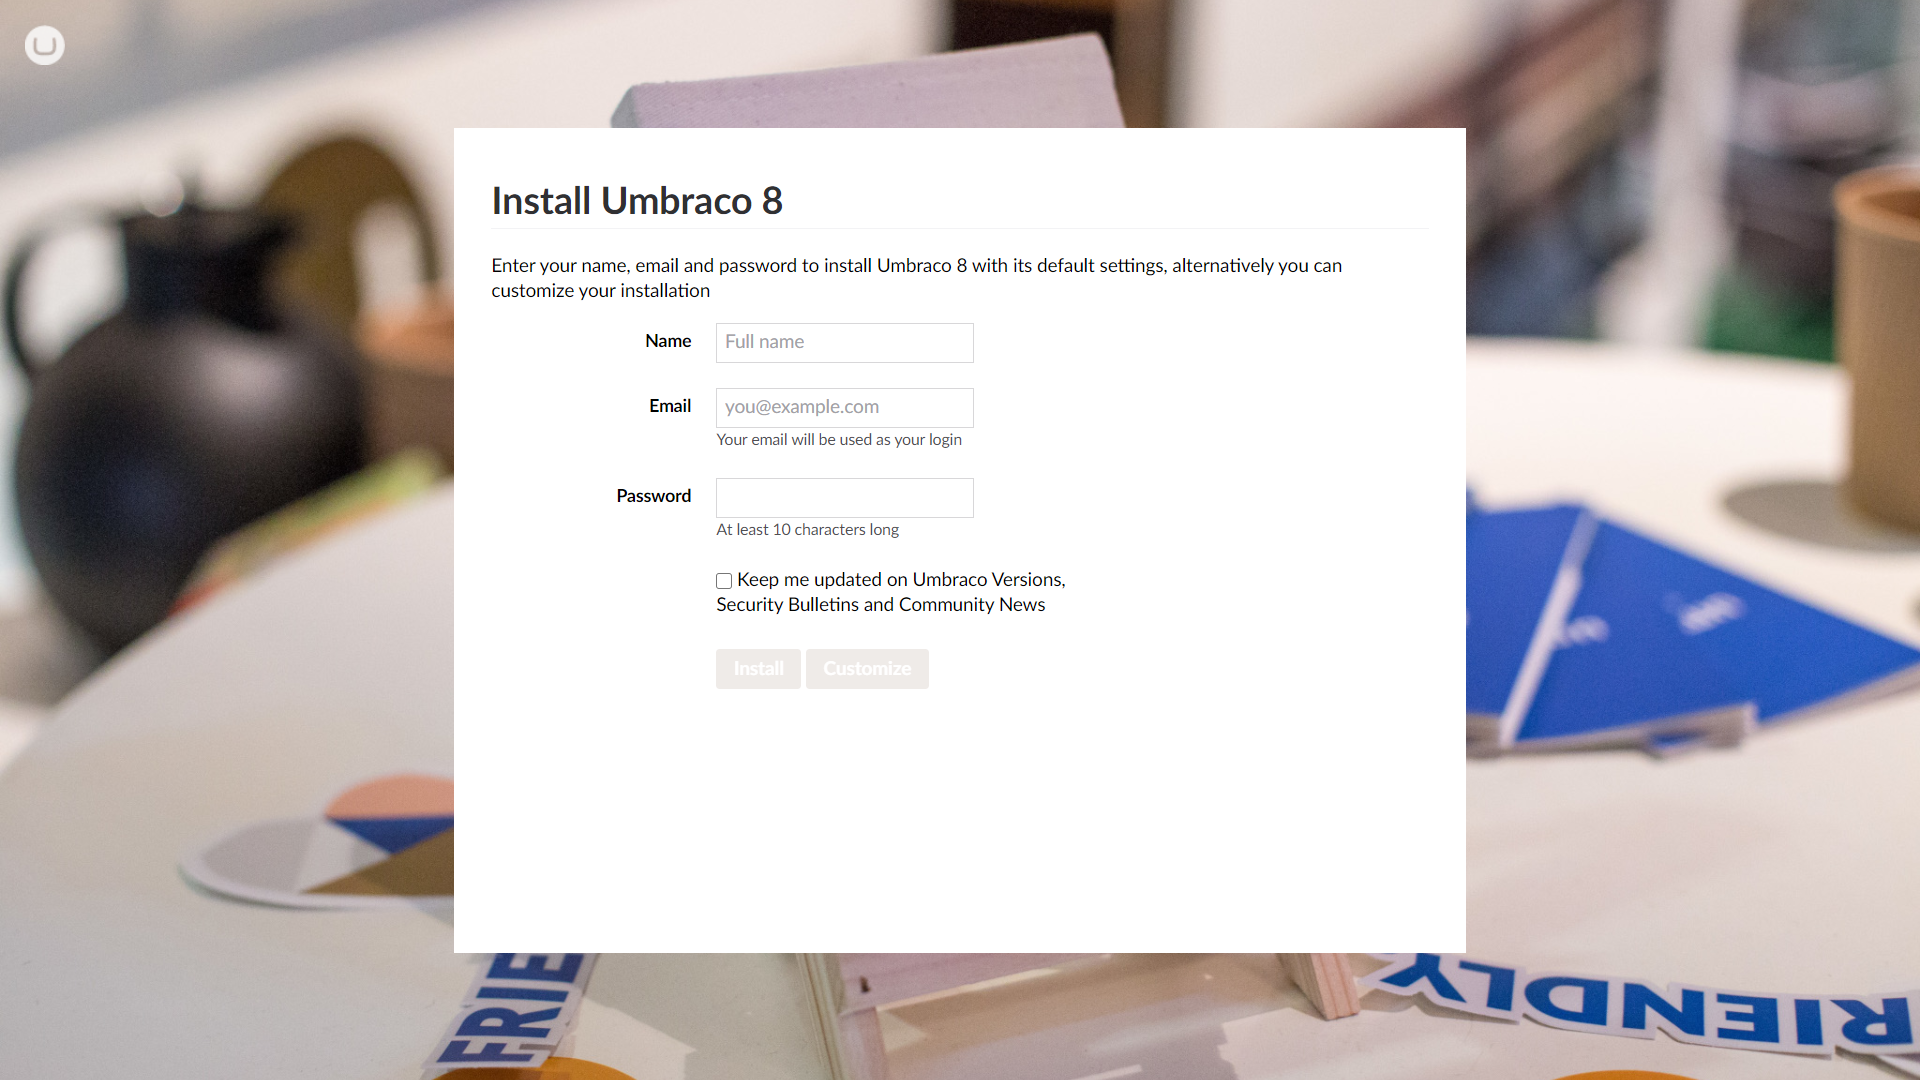 Install Umbraco 8
Enter your name, email and password to install Umbraco 8 with its default settings, alternatively you can
customize your installation
Name
Full name
Email
you@example.com
Your email will be used as your login
Password
At least 10 characters long
Keep me updated on Umbraco Versions,
Security Bulletins and Community News
Install Customize
FRIE
RIENDLY